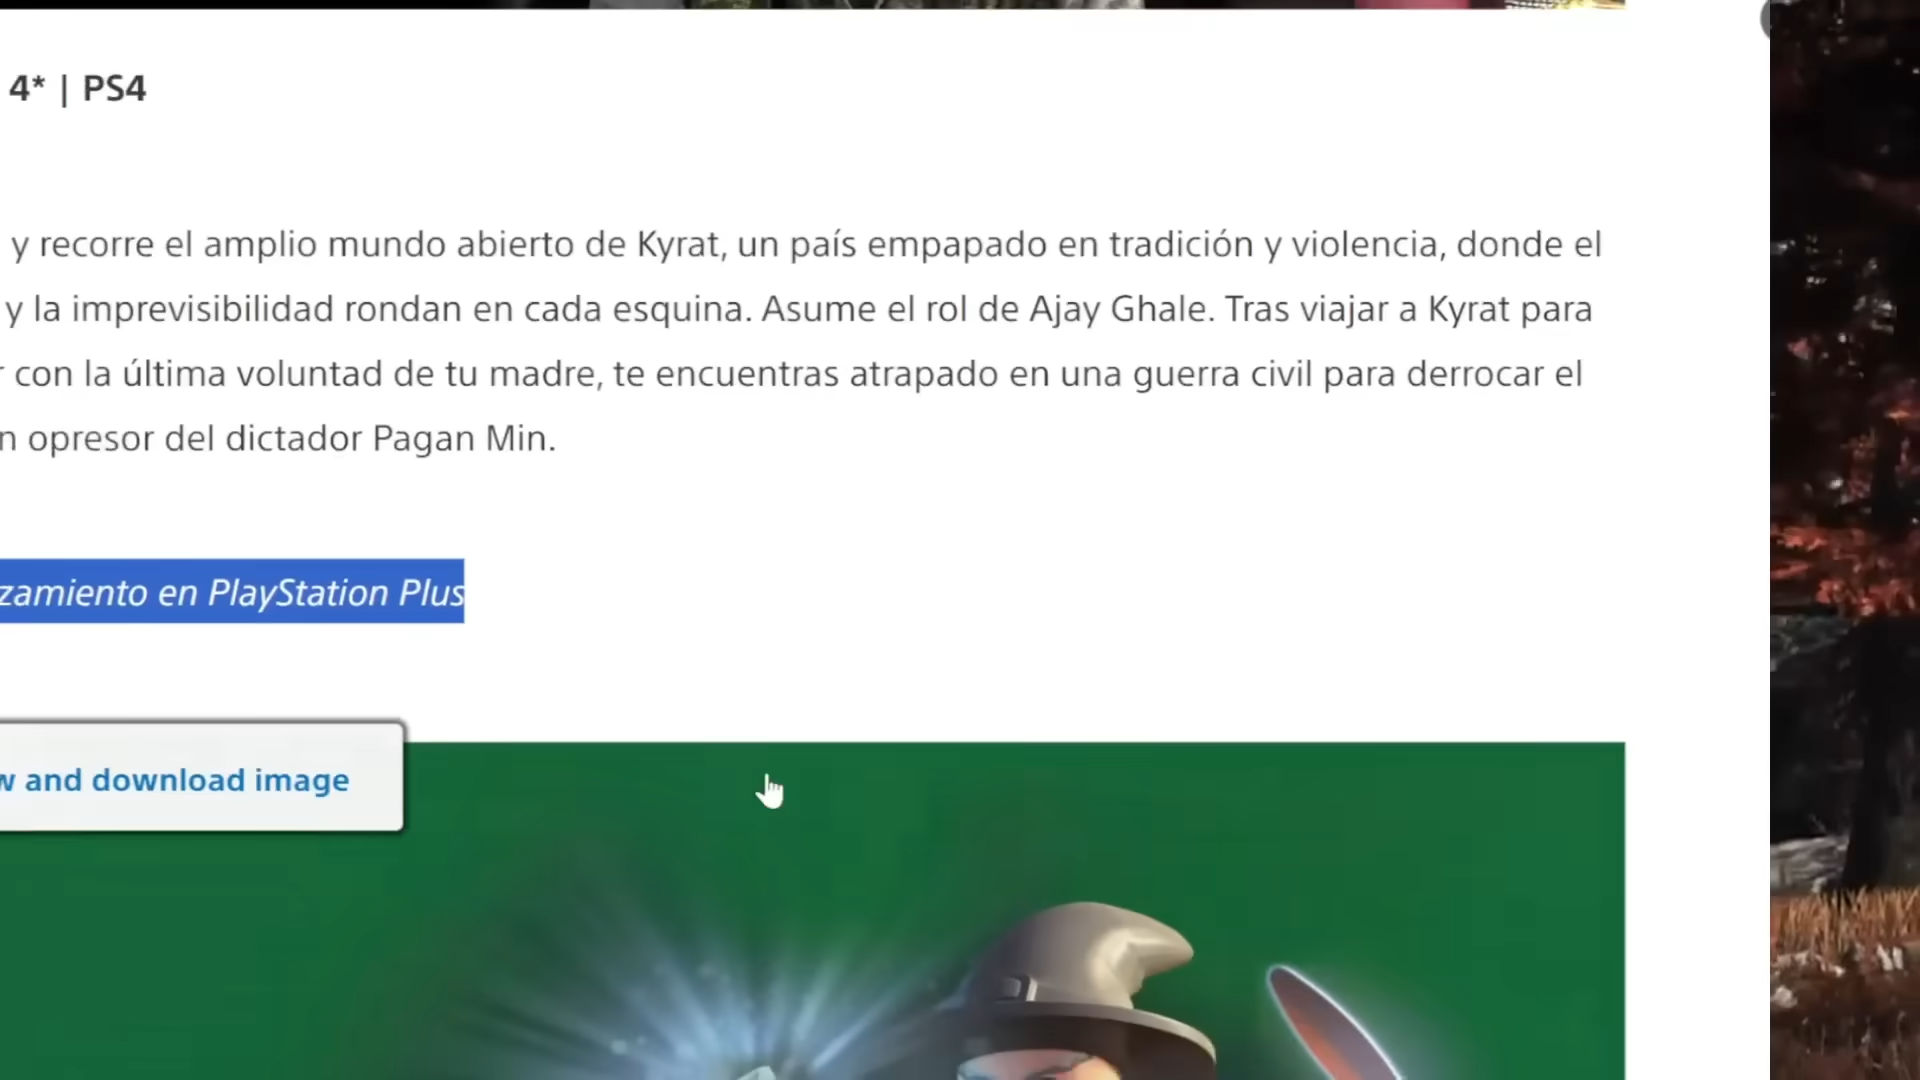 4* | PS4
y recorre el amplio mundo abierto de Kyrat, un país empapado en tradición y violencia, donde el
y la imprevisibilidad rondan en cada esquina. Asume el rol de Ajay Ghale. Tras viajar a Kyrat para
con la última voluntad de tu madre, te encuentras atrapado en una guerra civil para derrocar el
n opresor del dictador Pagan Min.
zamiento en PlayStation Plus
w and download image